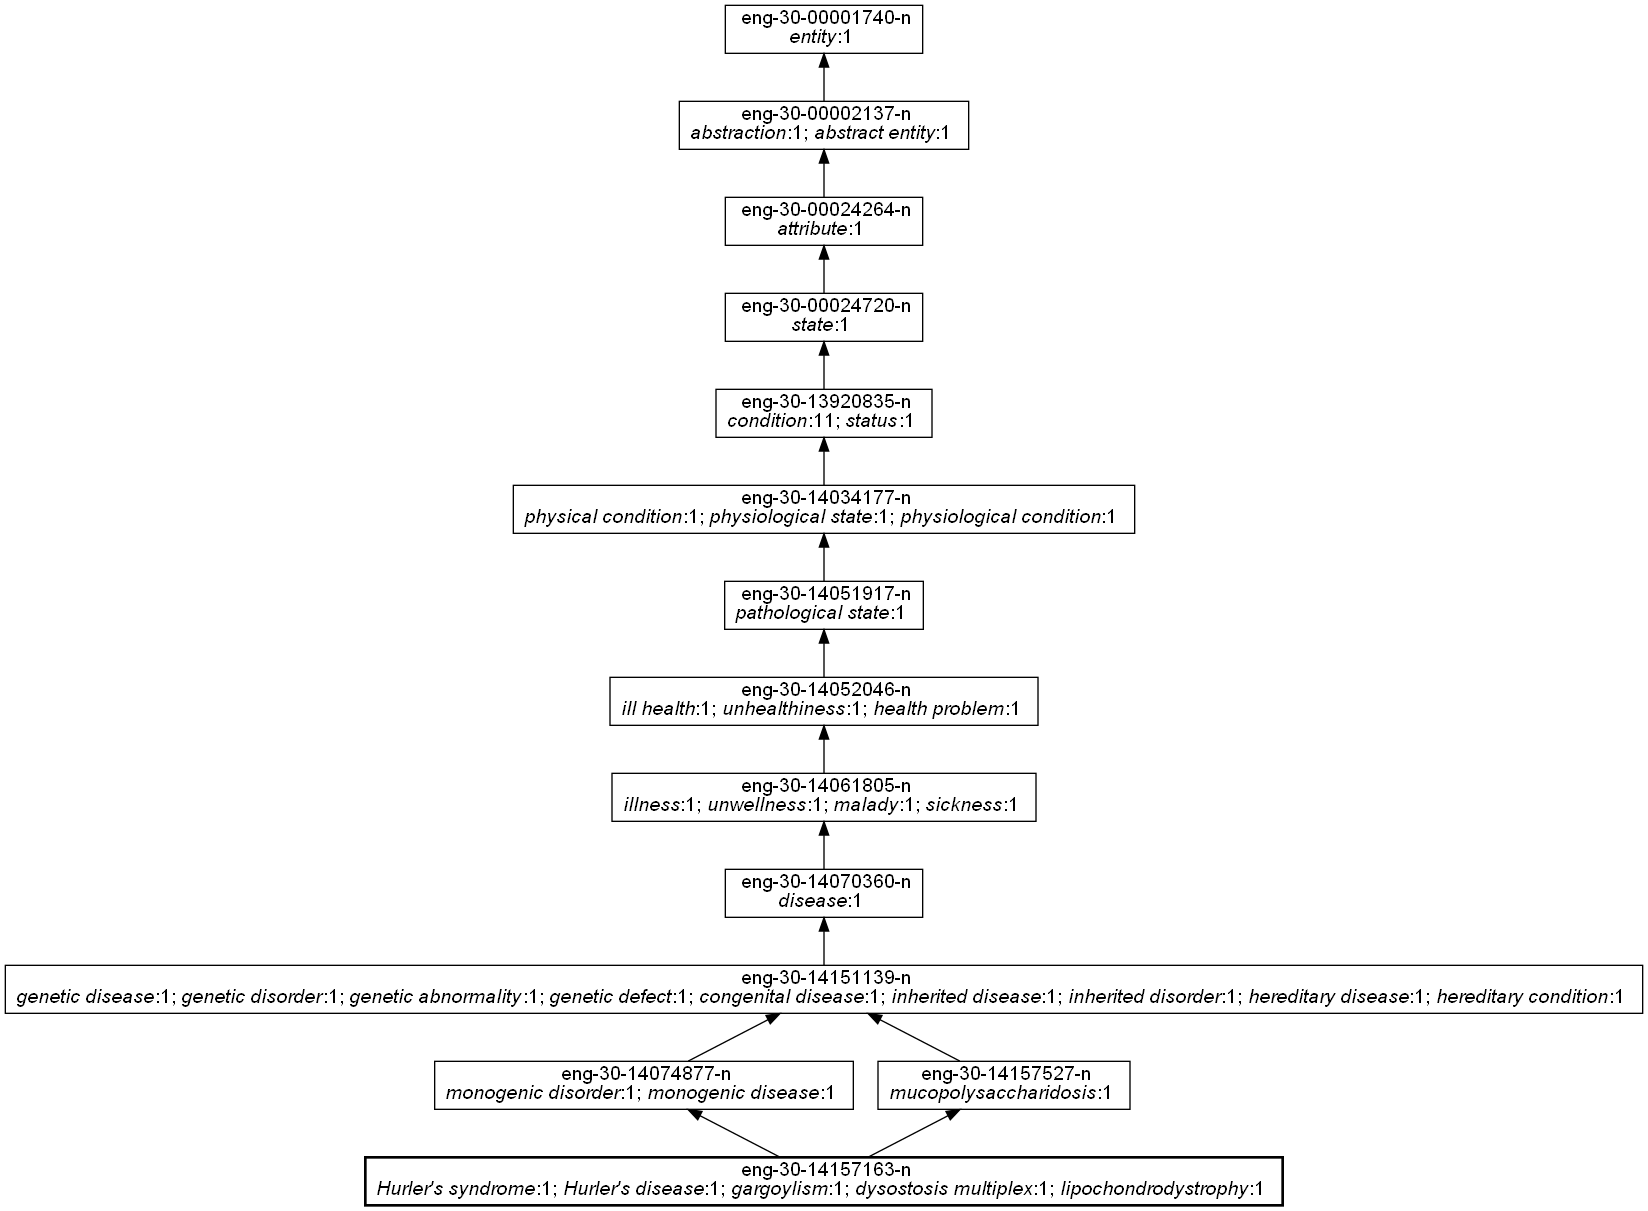 eng-30-00001740-n
entity:1
eng-30-00002137-n
abstraction:1; abstract entity:1
eng-30-00024264-n
attribute:1
eng-30-00024720-n
state:1
eng-30-13920835-n
condition:11; status:1
eng-30-14034177-n
physical condition:1; physiological state:1; physiological condition:1
eng-30-14051917-n
pathological state:1
eng-30-14052046-n
ill health:1; unhealthiness:1; health problem:1
eng-30-14061805-n
illness:1; unwellness:1; malady:1; sickness:1
eng-30-14070360-n
disease:1
eng-30-14151139-n
genetic disease:1; genetic disorder:1; genetic abnormality:1; genetic defect:1; congenital disease:1; inherited disease:1; inherited disorder:1; hereditary disease:1; hereditary condition:1
eng-30-14074877-n
monogenic disorder:1; monogenic disease:1
eng-30-14157527-n
mucopolysaccharidosis:1
eng-30-14157163-n
Hurler's syndrome:1; Hurler's disease:1; gargoylism:1; dysostosis multiplex:1; lipochondrodystrophy:1